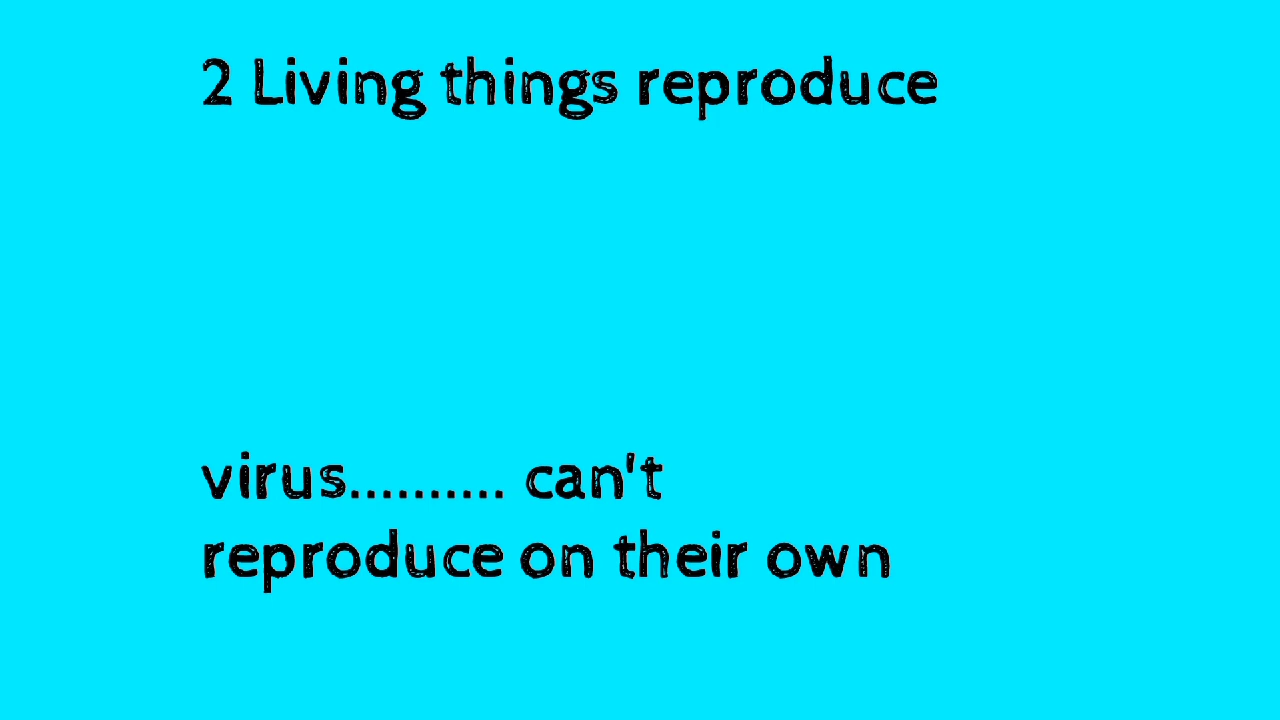 2 Living things reproduce
virus.......... can't
reproduce on their own